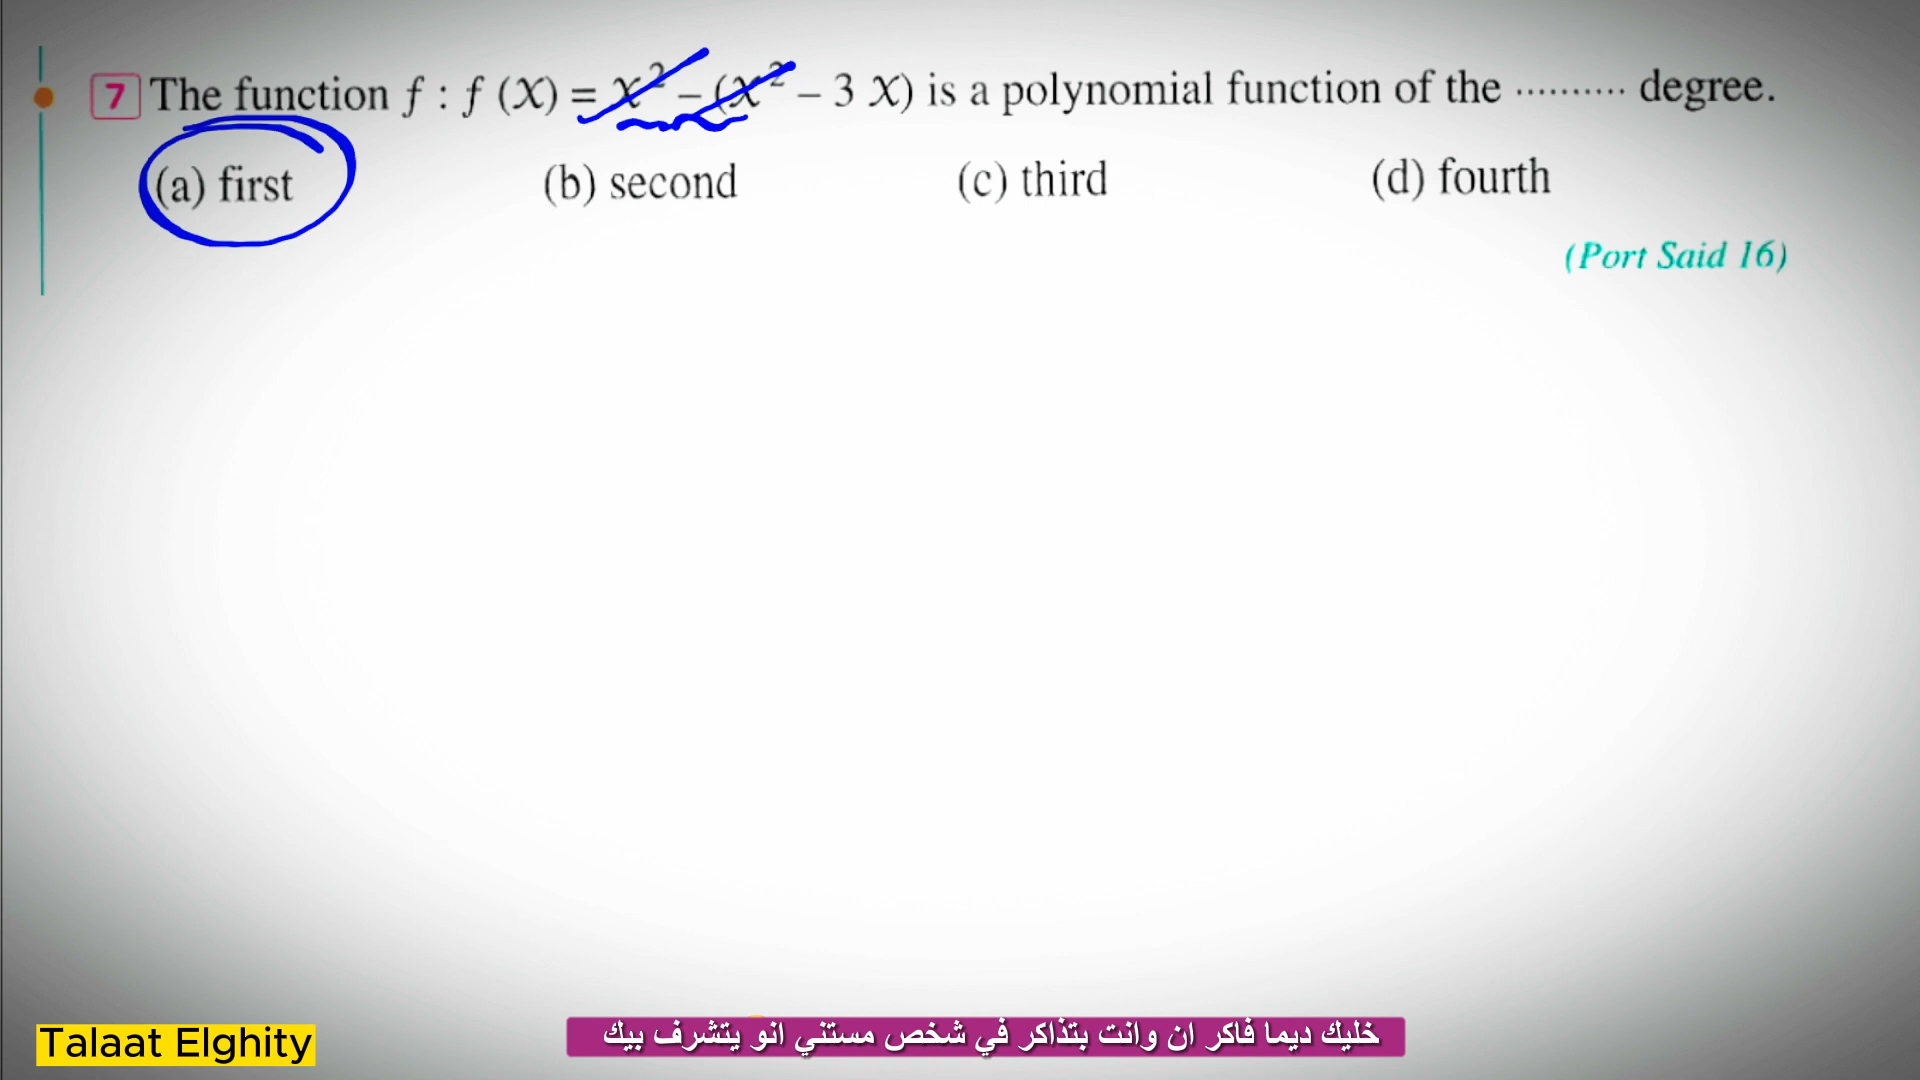 7 The function f : f (X) = X² – (X² – 3 X) is a polynomial function of the .......... degree.
(a) first (b) second (c) third (d) fourth
(Port Said 16)
Talaat Elghity
خليك ديما فاكر ان وانت بتذاكر في شخص مستني انو يتشرف بيك